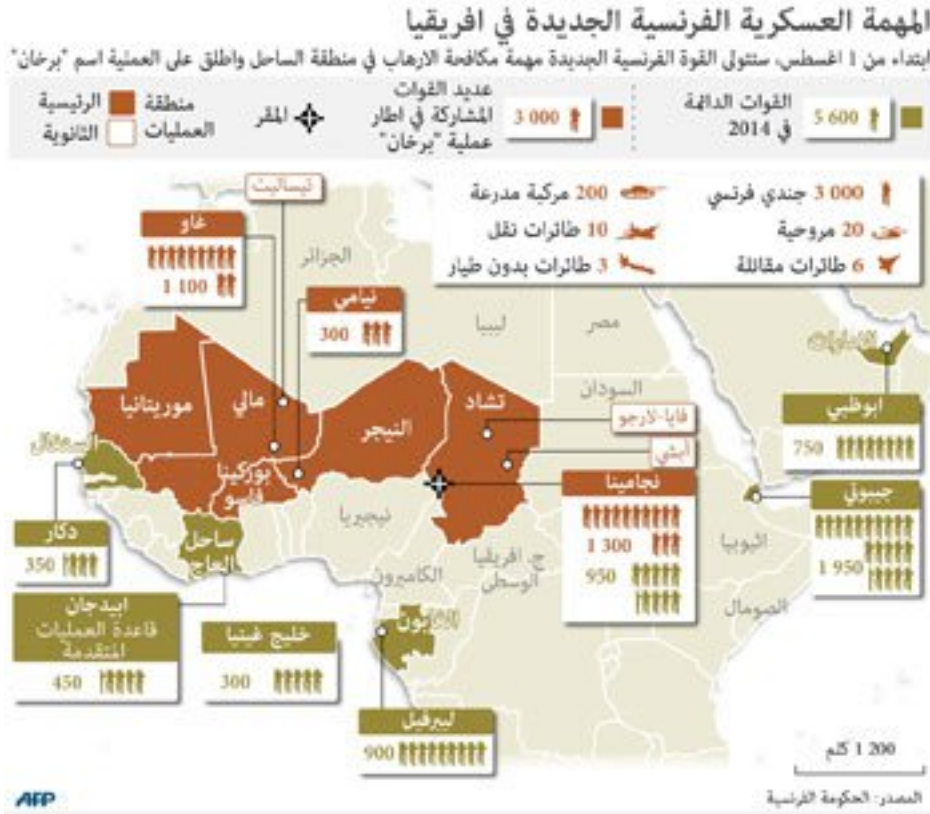 المهمة العسكرية الفرنسية الجديدة في افريقيا
ابتداء من 1 اغسطس، ستتولى القوة الفرنسية الجديدة مهمة مكافحة الارهاب في منطقة الساحل واطلق على العملية اسم "برخان"
القوات الدائمة
في 2014
5 600
عديد القوات
المشاركة في اطار
عملية "برخان"
3 000
المقر
منطقة
العمليات
الرئيسية
الثانوية
3 000 جندي فرنسي
200 مركبة مدرعة
20 مروحية
10 طائرات نقل
6 طائرات مقاتلة
3 طائرات بدون طيار
تيساليت
غاو
1 100
الجزائر
نيامي
300
ليبيا
مصر
الامارات
السودان
موريتانيا
مالي
النيجر
تشاد
فايا-لارجو
ابشي
ابوظبي
750
السنغال
بوركينا
فاسو
نيجيريا
نجامينا
1 300
950
جيبوتي
1 950
اثيوبيا
الصومال
دكار
350
ساحل
العاج
ج. افريقيا
الوسطى
الكاميرون
الغابون
ابيدجان
قاعدة العمليات
المتقدمة
450
خليج غينيا
300
ليبرفيل
900
1 200 كلم
AFP
المصدر: الحكومة الفرنسية